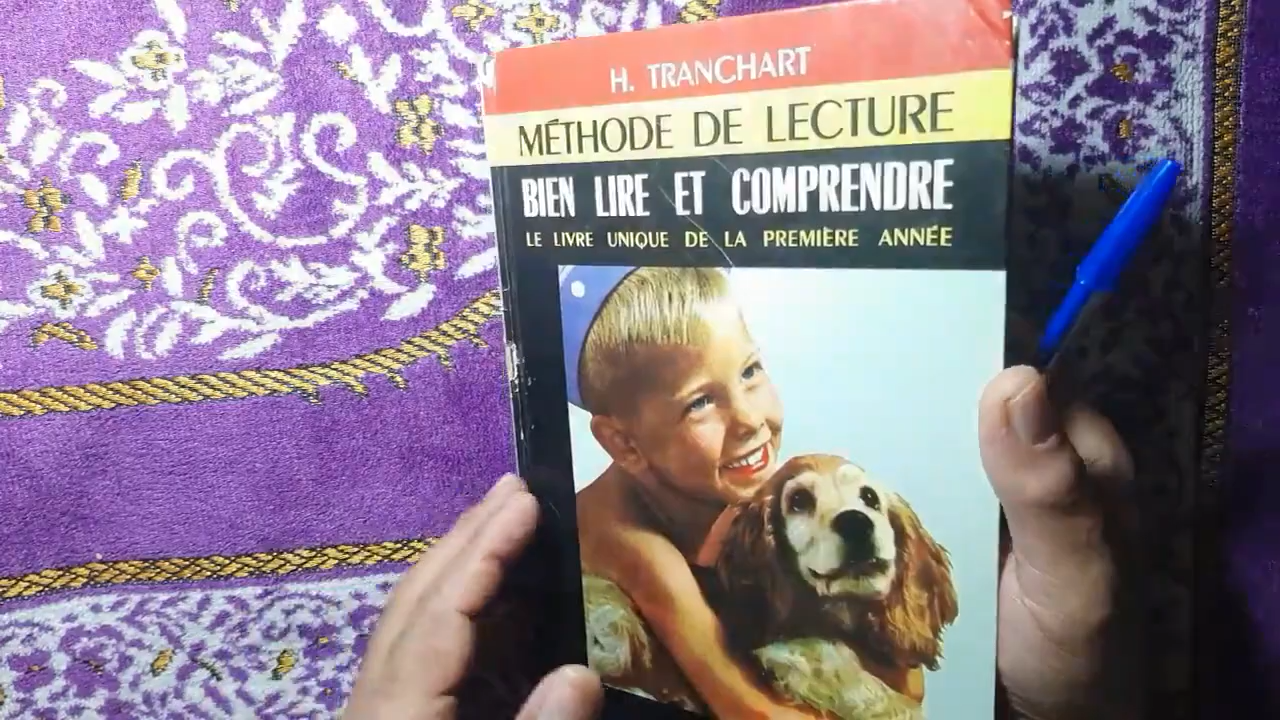 H. TRANCHART
MÉTHODE DE LECTURE
BIEN LIRE ET COMPRENDRE
LE LIVRE UNIQUE DE LA PREMIÈRE ANNÉE